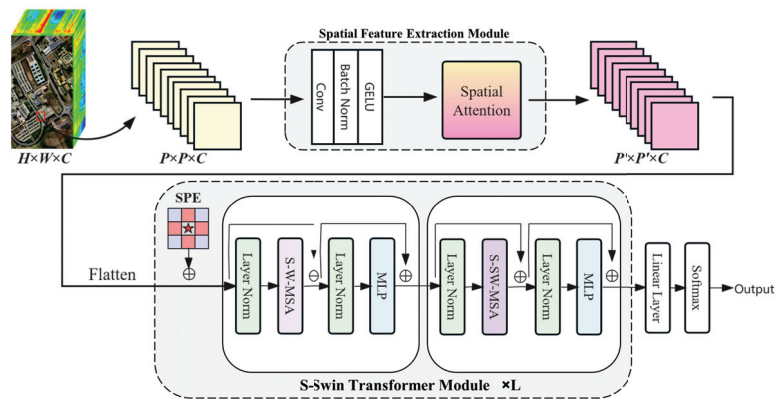 Spatial Feature Extraction Module
Conv
Batch Norm
GELU
Spatial
Attention
H×W×C
P×P×C
P'×P'×C
SPE
Flatten
Layer Norm
S-W-MSA
Layer Norm
MLP
Layer Norm
S-SW-MSA
Layer Norm
MLP
Linear Layer
Softmax
Output
S-Swin Transformer Module ×L